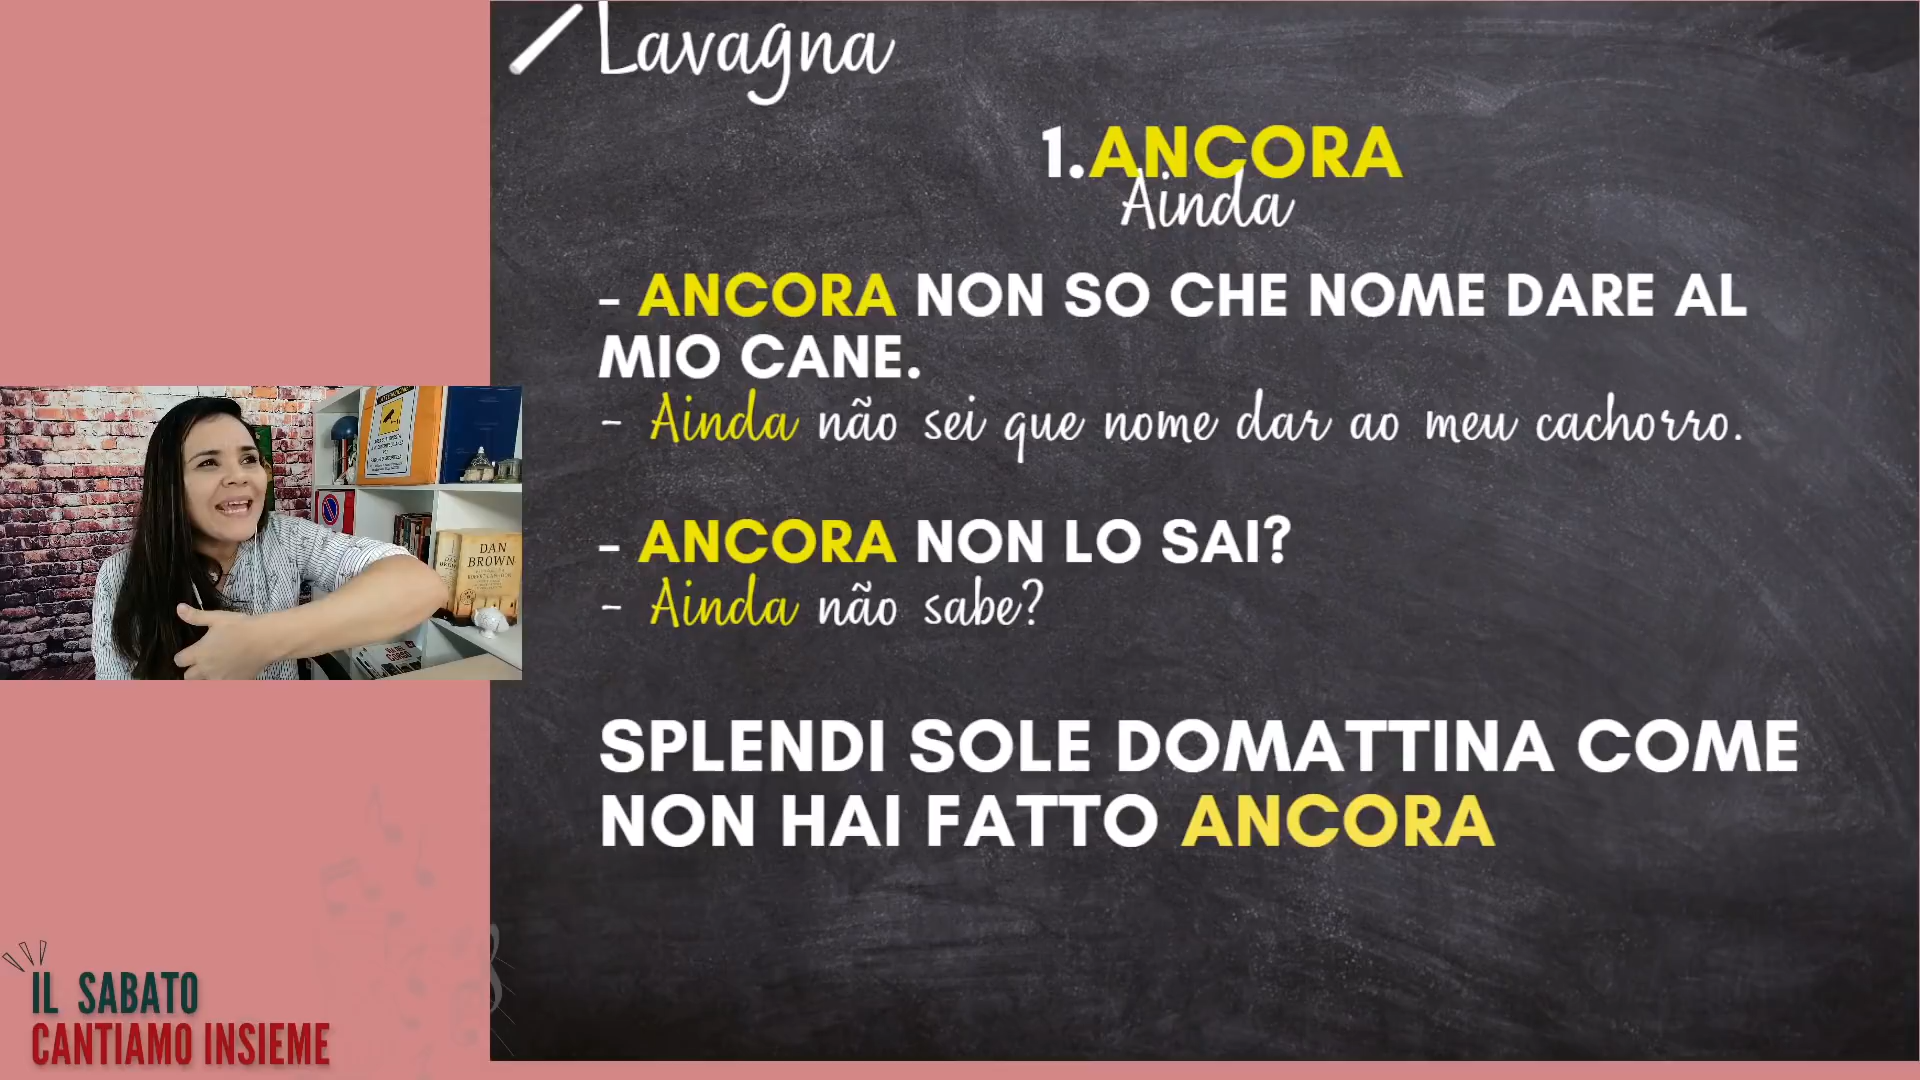 Lavagna
1.ANCORA
Ainda
- ANCORA NON SO CHE NOME DARE AL
MIO CANE.
- Ainda não sei que nome dar ao meu cachorro.
- ANCORA NON LO SAI?
- Ainda não sabe?
SPLENDI SOLE DOMATTINA COME
NON HAI FATTO ANCORA
DAN
BROWN
IL SABATO
CANTIAMO INSIEME